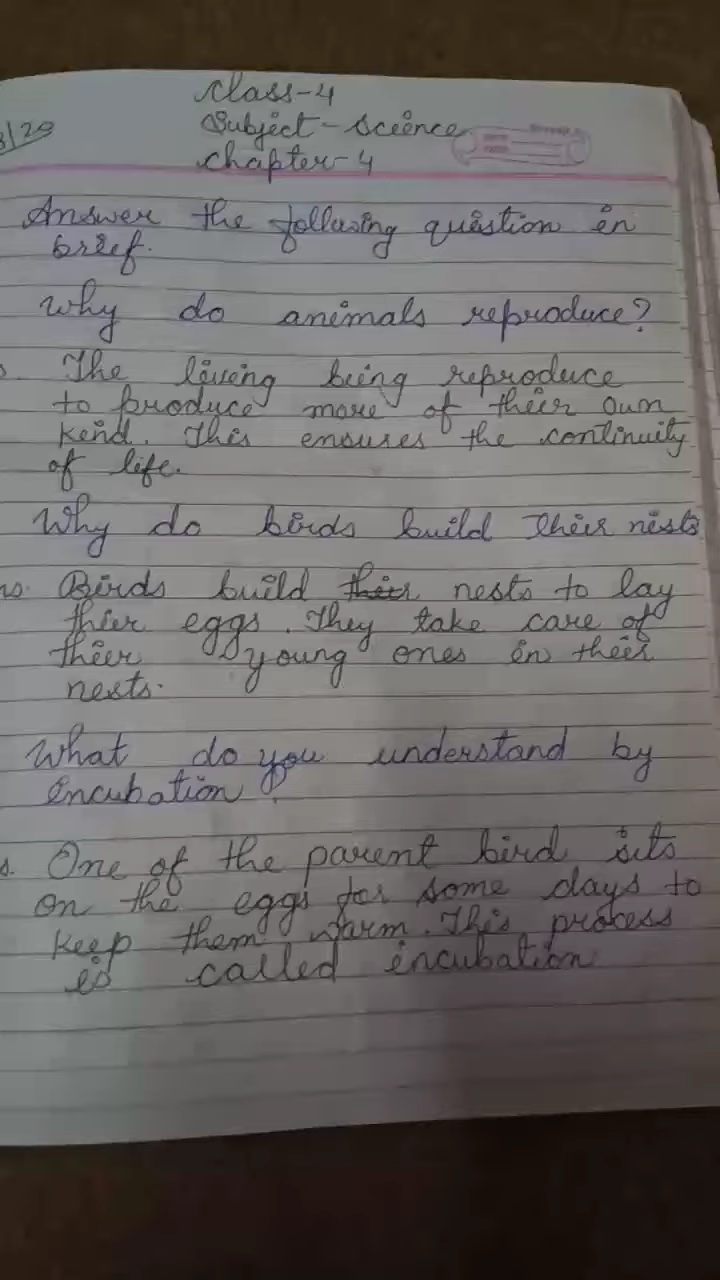 3/29
Class-4
Subject - Science
Chapter-4
Answer the following question in
brief.
Why do animals reproduce?
The living being reproduce
to produce more of their own
kind. This ensures the continuity
of life.
Why do birds build their nests
ns. Birds build their nests to lay
their eggs. They take care of
their young ones in their
nests.
What do you understand by
incubation?
s. One of the parent bird sits
on the eggs for some days to
keep them warm. This process
is called incubation